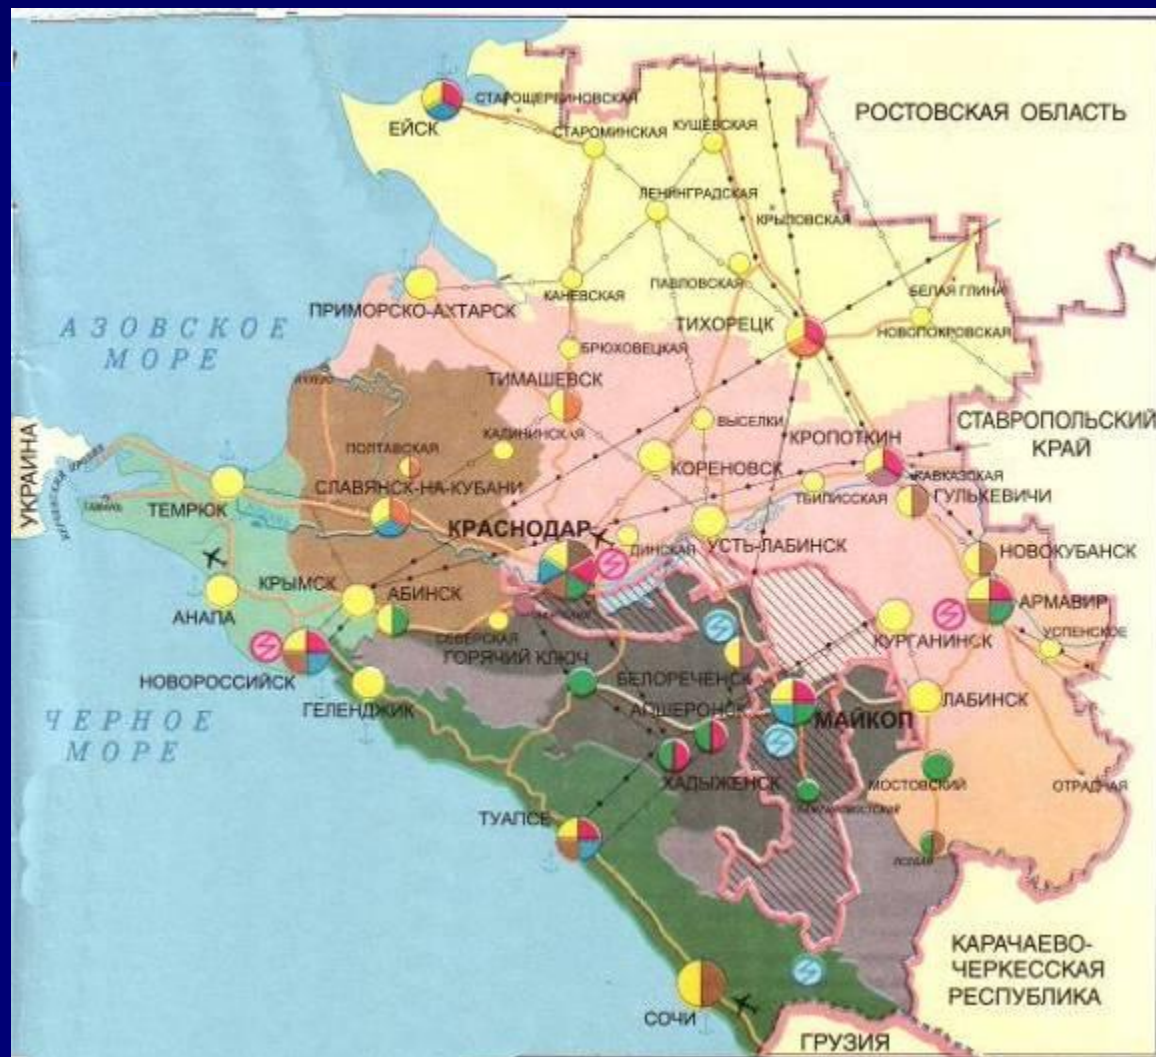 РОСТОВСКАЯ ОБЛАСТЬ
СТАРОЩЕРБИНОВСКАЯ
ЕЙСК
СТАРОМИНСКАЯ
КУЩЕВСКАЯ
ЛЕНИНГРАДСКАЯ
КРЫЛОВСКАЯ
ПАВЛОВСКАЯ
КАНЕВСКАЯ
БЕЛАЯ ГЛИНА
ПРИМОРСКО-АХТАРСК
ТИХОРЕЦК
НОВОПОКРОВСКАЯ
АЗОВСКОЕ
МОРЕ
БРЮХОВЕЦКАЯ
ТИМАШЕВСК
ВЫСЕЛКИ
СТАВРОПОЛЬСКИЙ
КРАЙ
КАЛИНИНСКАЯ
КРОПОТКИН
УКРАИНА
ПОЛТАВСКАЯ
КОРЕНОВСК
КАВКАЗСКАЯ
СЛАВЯНСК-НА-КУБАНИ
ТБИЛИССКАЯ
ГУЛЬКЕВИЧИ
ТЕМРЮК
КРАСНОДАР
ДИНСКАЯ
УСТЬ-ЛАБИНСК
НОВОКУБАНСК
КРЫМСК
АБИНСК
АНАПА
АРМАВИР
СЕВЕРСКАЯ
КУРГАНИНСК
УСПЕНСКОЕ
ГОРЯЧИЙ КЛЮЧ
НОВОРОССИЙСК
БЕЛОРЕЧЕНСК
ГЕЛЕНДЖИК
АПШЕРОНСК
ЛАБИНСК
ЧЕРНОЕ
МОРЕ
МАЙКОП
ХАДЫЖЕНСК
МОСТОВСКИЙ
ОТРАДНАЯ
ТУАПСЕ
КАРАЧАЕВО-
ЧЕРКЕССКАЯ
РЕСПУБЛИКА
СОЧИ
ГРУЗИЯ